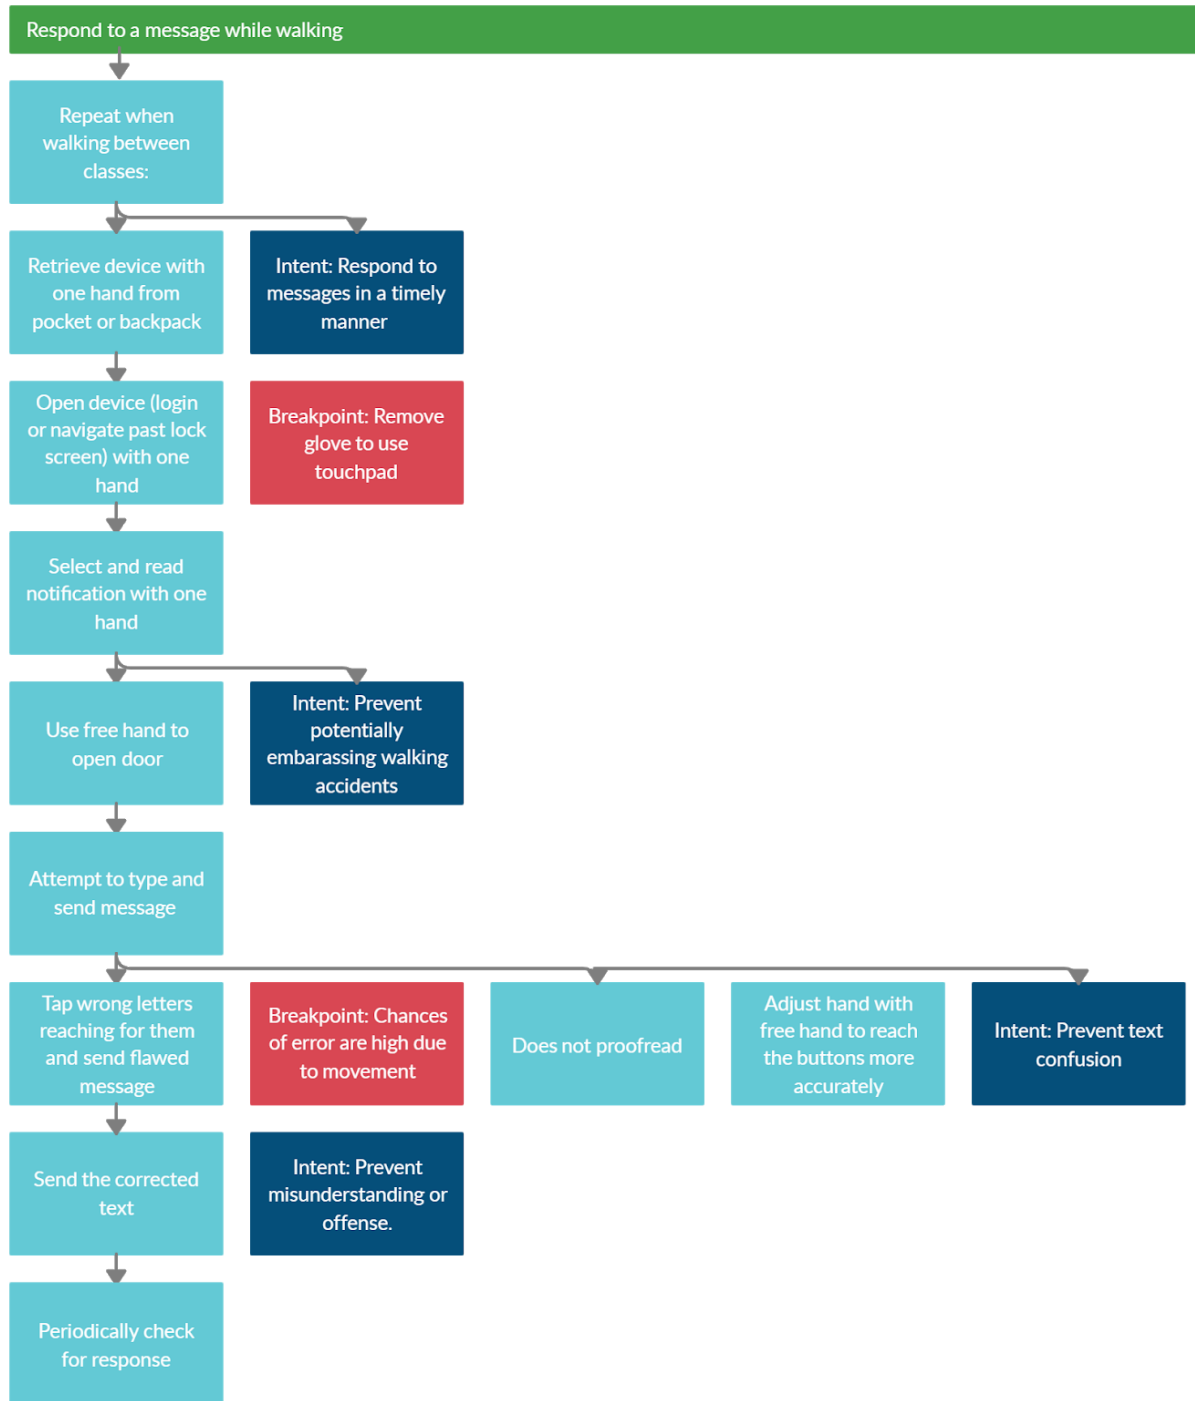 Respond to a message while walking
Repeat when
walking between
classes:
Retrieve device with
one hand from
pocket or backpack
Intent: Respond to
messages in a timely
manner
Open device (login
or navigate past lock
screen) with one
hand
Breakpoint: Remove
glove to use
touchpad
Select and read
notification with one
hand
Use free hand to
open door
Intent: Prevent
potentially
embarassing walking
accidents
Attempt to type and
send message
Tap wrong letters
reaching for them
and send flawed
message
Breakpoint: Chances
of error are high due
to movement
Does not proofread
Adjust hand with
free hand to reach
the buttons more
accurately
Intent: Prevent text
confusion
Send the corrected
text
Intent: Prevent
misunderstanding or
offense.
Periodically check
for response